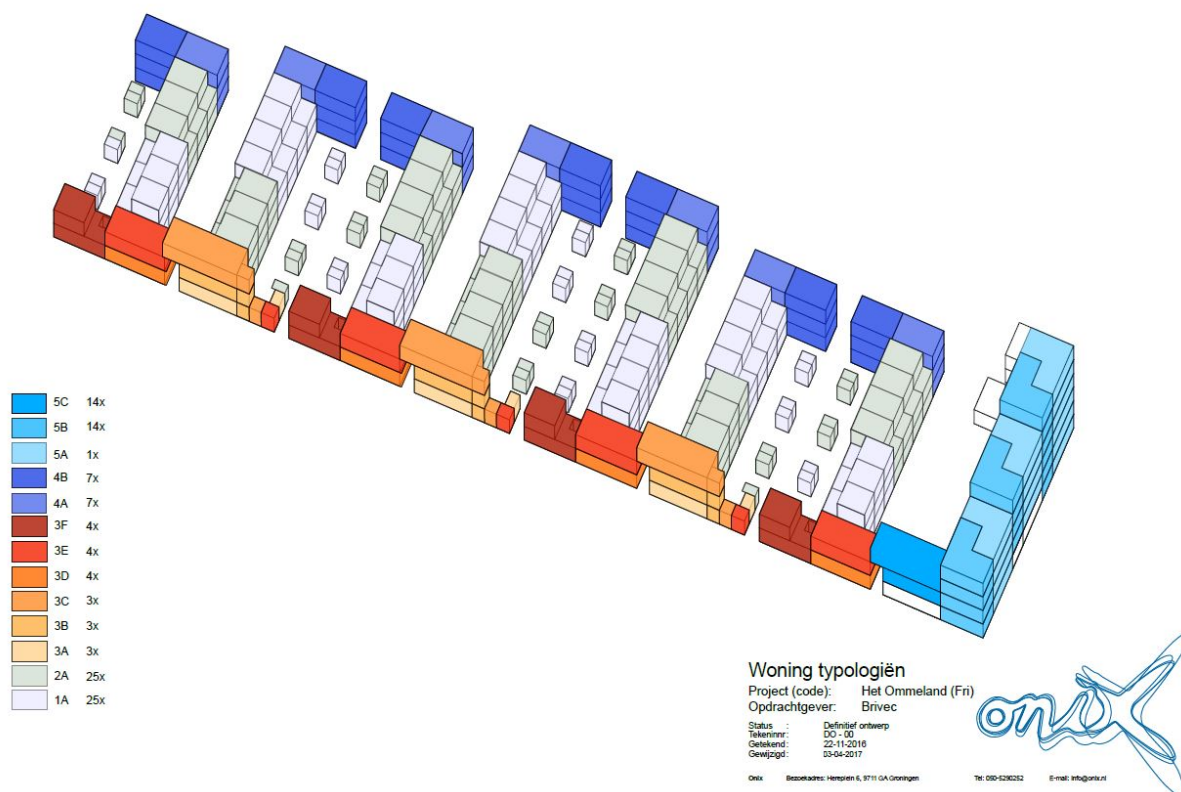 5C 14x
5B 14x
5A 1x
4B 7x
4A 7x
3F 4x
3E 4x
3D 4x
3C 3x
3B 3x
3A 3x
2A 25x
1A 25x
Woning typologiën
Project (code): Het Ommeland (Fri)
Opdrachtgever: Brivec
Status : Definitief ontwerp
Tekeninnr: DO - 00
Getekend: 22-11-2016
Gewijzigd: 03-04-2017
onix
Onix Bezoekadres: Hereplein 6, 9711 GA Groningen Tel: 050-5290252 E-mail: info@onix.nl